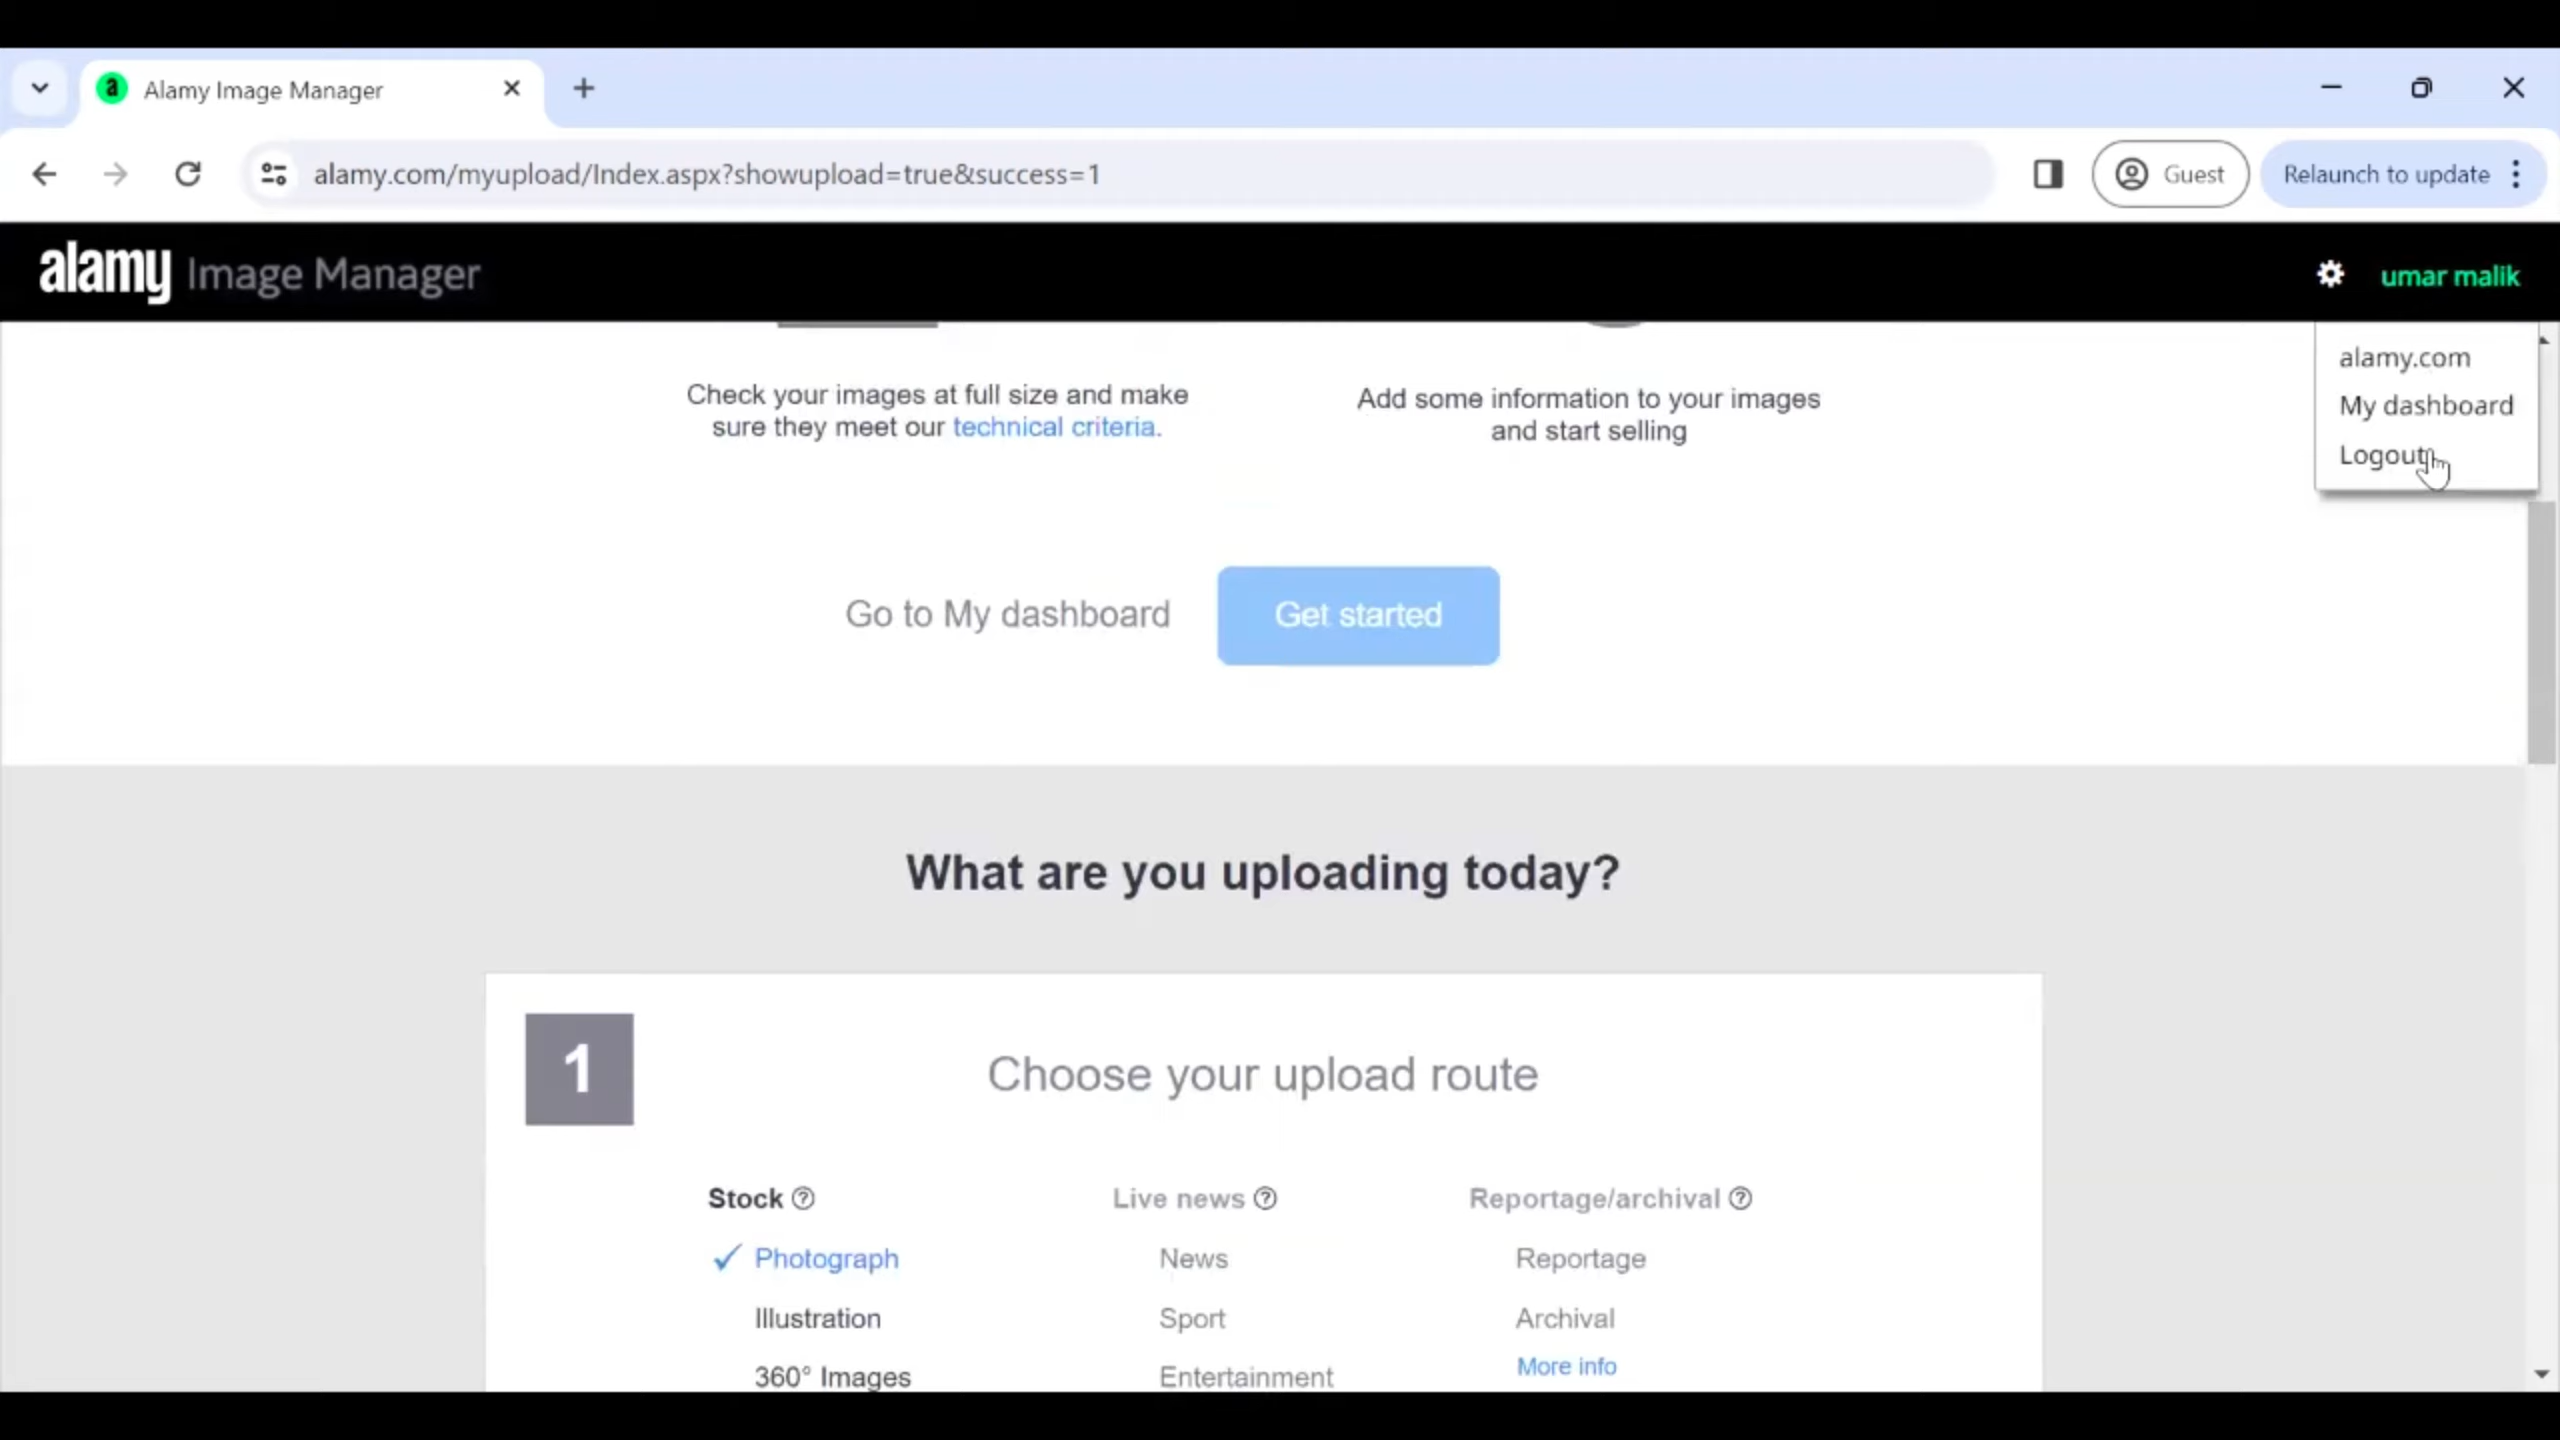 a Alamy Image Manager
alamy.com/myupload/Index.aspx?showupload=true&success=1
Guest
Relaunch to update
alamy Image Manager
umar malik
alamy.com
My dashboard
Logout
Check your images at full size and make
sure they meet our technical criteria.
Add some information to your images
and start selling
Go to My dashboard
Get started
What are you uploading today?
1
Choose your upload route
Stock ?
Photograph
Illustration
360° Images
Live news ?
News
Sport
Entertainment
Reportage/archival ?
Reportage
Archival
More info